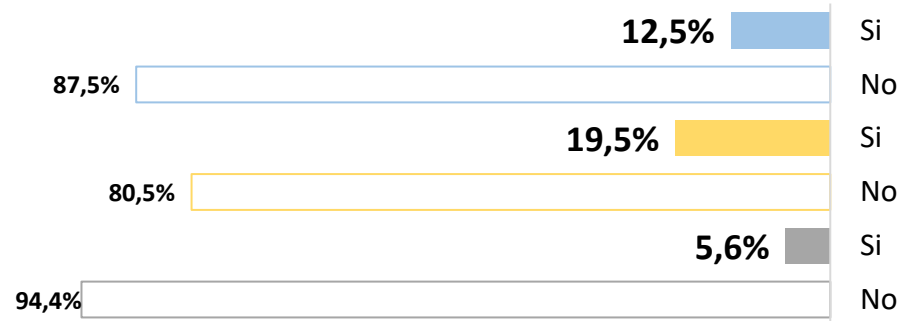 12,5% Si
87,5% No
19,5% Si
80,5% No
5,6% Si
94,4% No